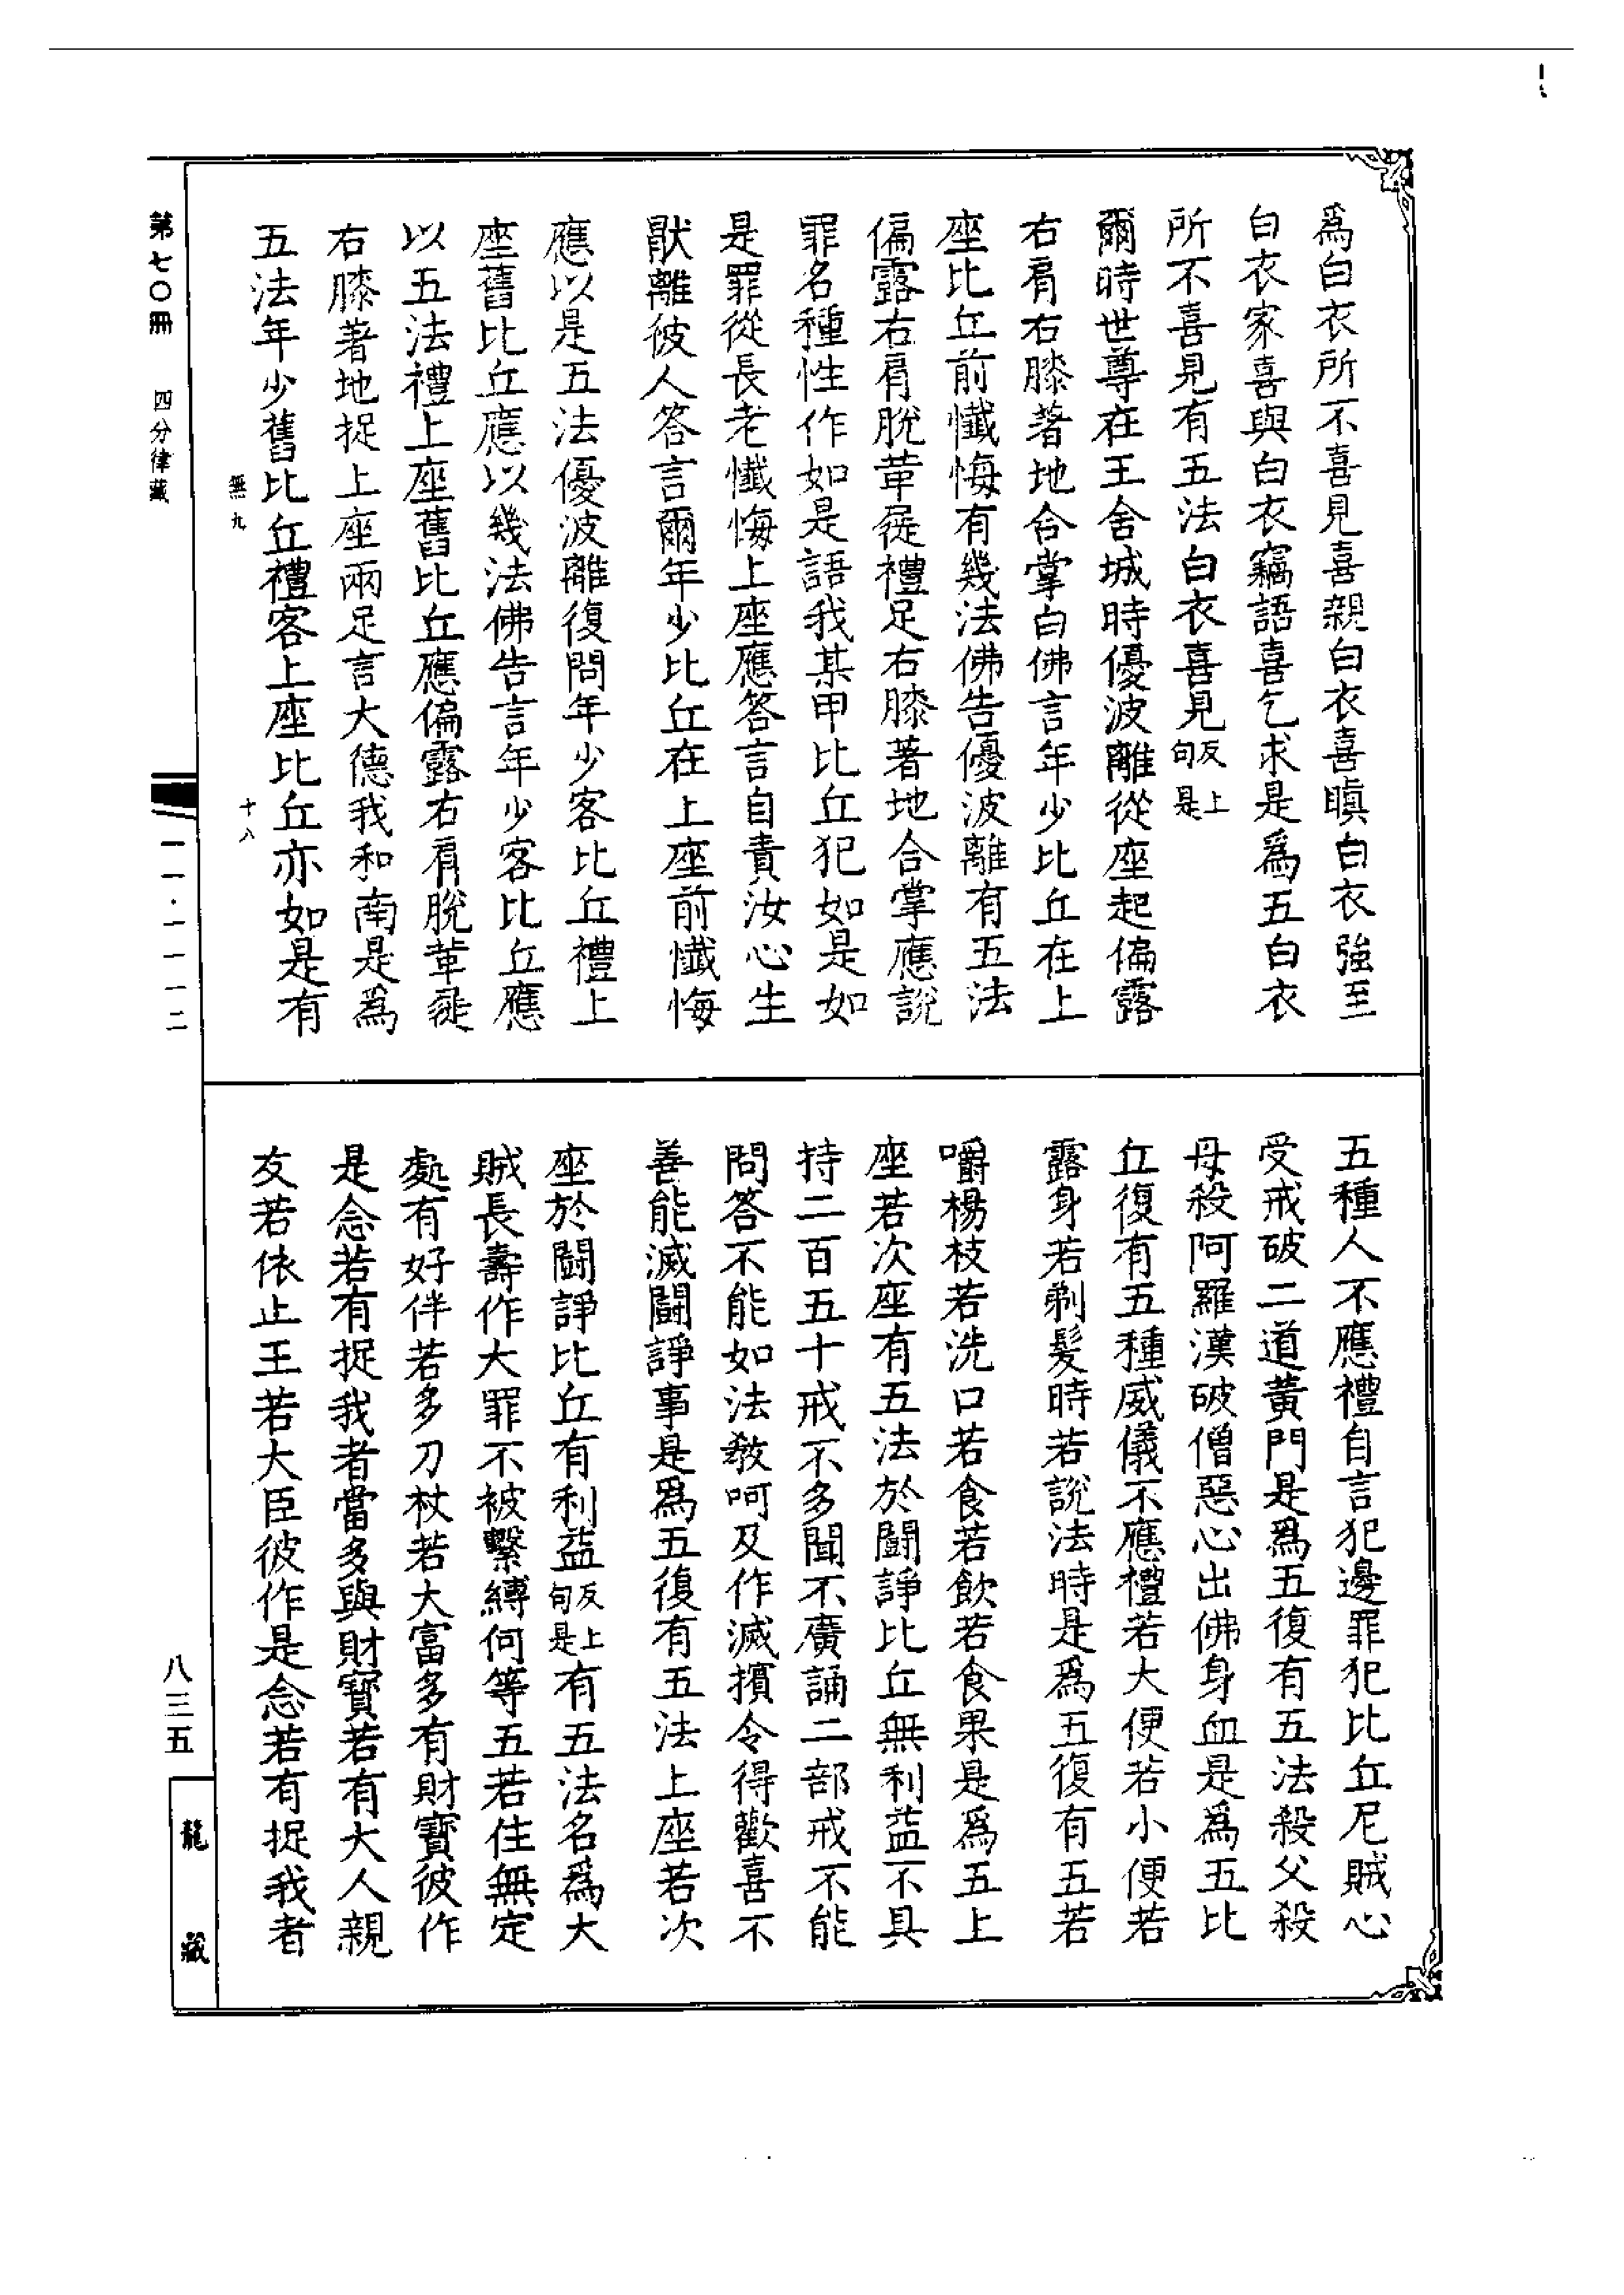 為白衣所不喜見喜親白衣喜瞋白衣強至
白衣家喜與白衣竊語喜乞求是為五白衣
所不喜見有五法白衣喜見反上句是
爾時世尊在王舍城時優波離從座起偏露
右肩右膝著地合掌白佛言年少比丘在上
座比丘前懺悔有幾法佛告優波離有五法
偏露右肩脫革屣禮足右膝著地合掌應說
罪名種性作如是語我某甲比丘犯如是如
是罪從長老懺悔上座應答言自責汝心生
猒離彼人答言爾年少比丘在上座前懺悔
應以是五法優波離復問年少客比丘禮上
座舊比丘應以幾法佛告言年少客比丘應
以五法禮上座舊比丘應偏露右肩脫革屣
右膝著地捉上座兩足言大德我和南是為
五法年少舊比丘禮客上座比丘亦如是有
五種人不應禮自言犯邊罪犯比丘尼賊心
受戒破二道黃門是為五復有五法殺父殺
母殺阿羅漢破僧惡心出佛身血是為五比
丘復有五種威儀不應禮若大便若小便若
露身若剃髮時若說法時是為五復有五若
嚼楊枝若洗口若食若飲若食果是為五上
座若次座有五法於鬪諍比丘無利益不具
持二百五十戒不多聞不廣誦二部戒不能
問答不能如法教呵及作滅擯令得歡喜不
善能滅鬪諍事是為五復有五法上座若次
座於鬪諍比丘有利益反上句是有五法名為大
賊長壽作大罪不被繫縛何等五若住無定
處有好伴若多刀杖若大富多有財寶彼作
是念若有捉我者當多與財寶若有大人親
友若依止王若大臣彼作是念若有捉我者
無九
十八
第七〇冊
四分律藏
一一·一一一二
八三五
龍藏